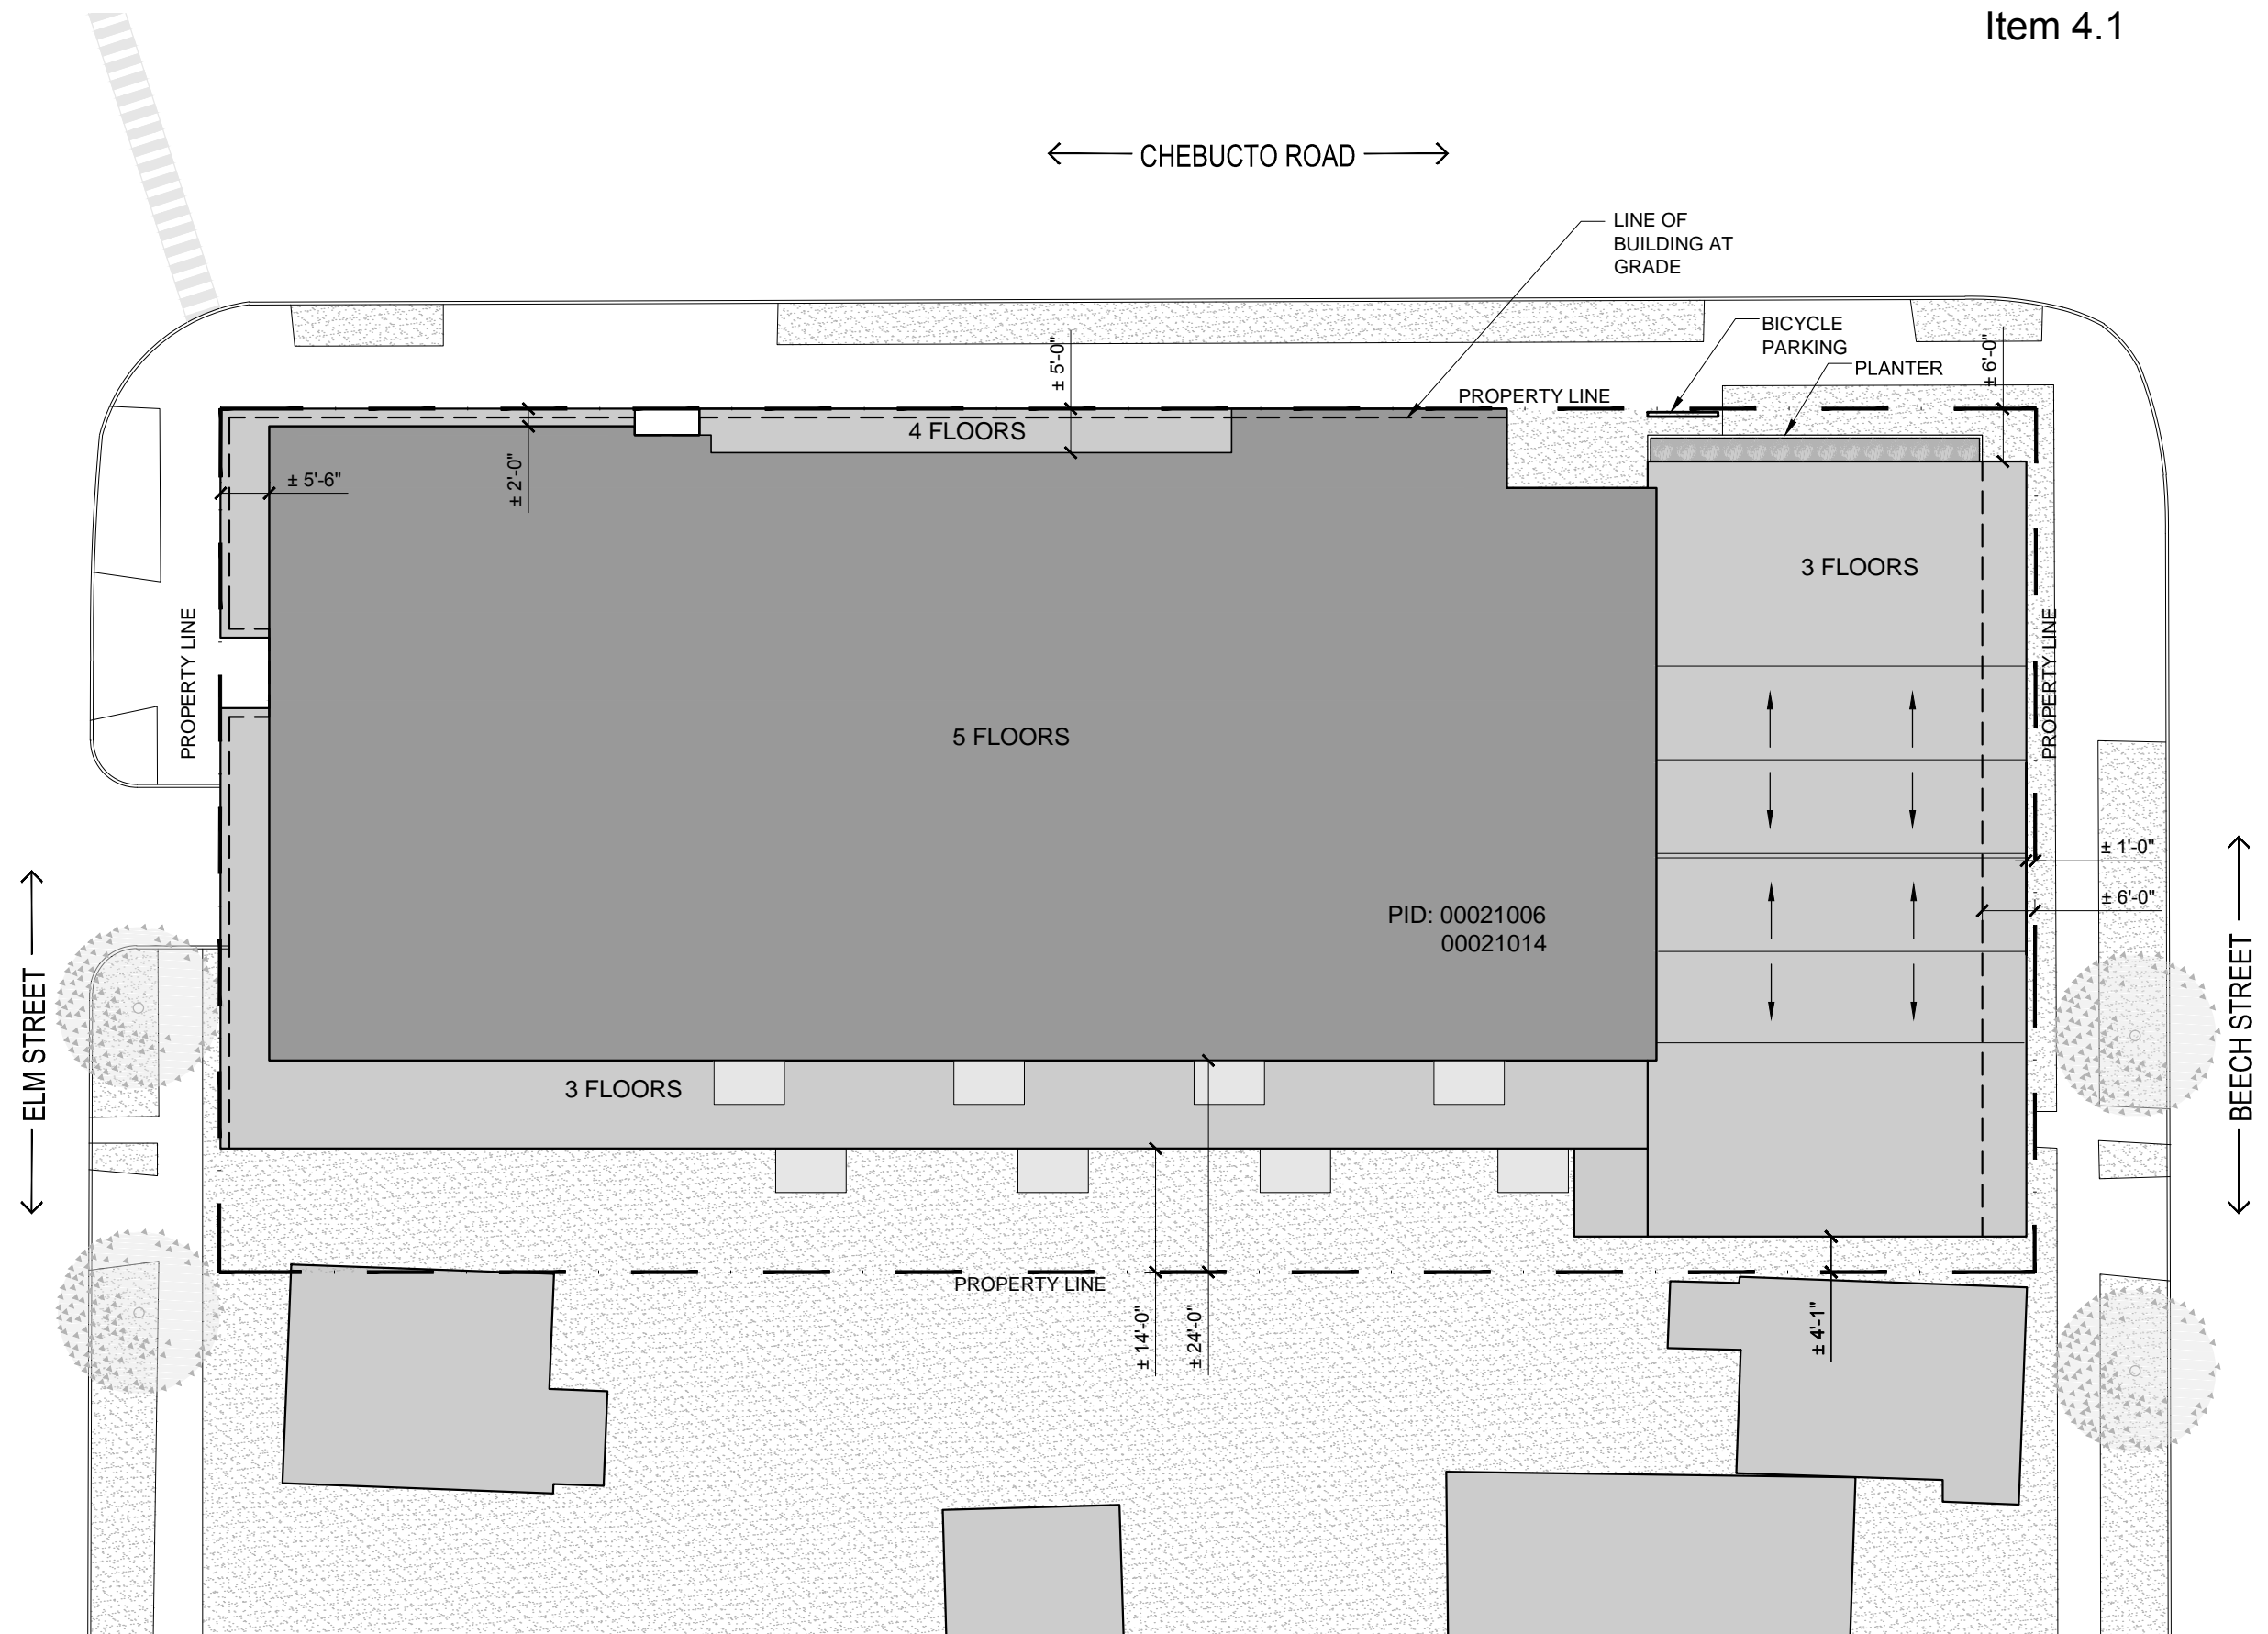 Item 4.1
CHEBUCTO ROAD
LINE OF
BUILDING AT
GRADE
BICYCLE
PARKING
PLANTER
± 5'-0"
± 6'-0"
PROPERTY LINE
4 FLOORS
± 5'-6"
± 2'-0"
3 FLOORS
PROPERTY LINE
PROPERTY LINE
5 FLOORS
± 1'-0"
± 6'-0"
PID: 00021006
00021014
ELM STREET
BEECH STREET
3 FLOORS
PROPERTY LINE
± 14'-0"
± 24'-0"
± 4'-1"